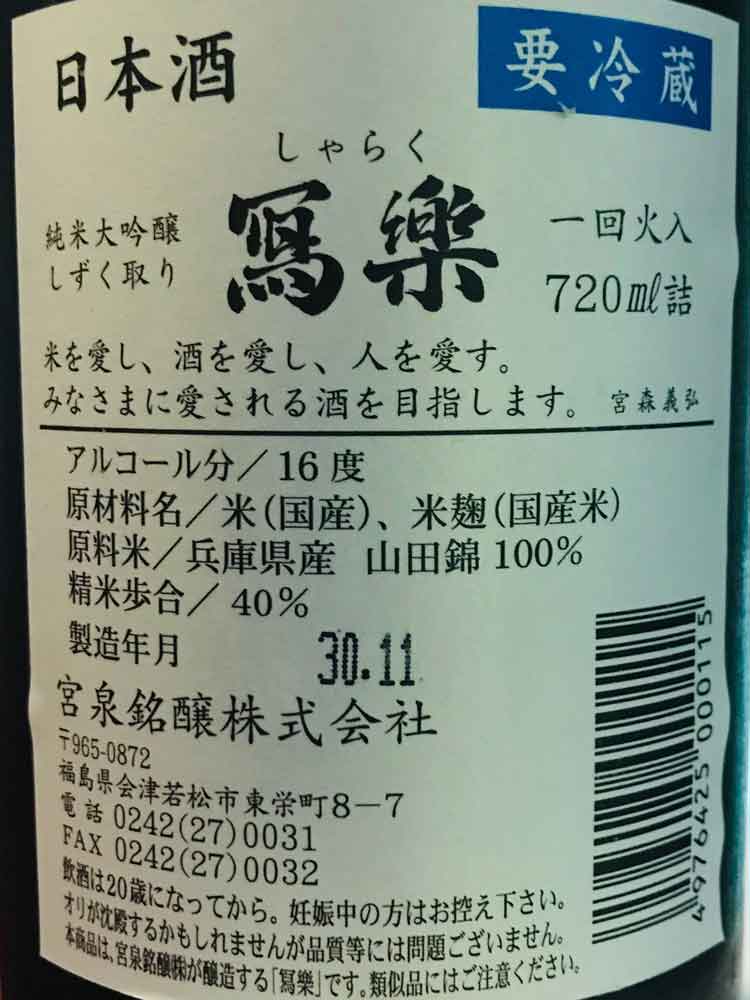 日本酒
要冷蔵
しゃらく
純米大吟醸
しずく取り
寫樂
一回火入
720㎖詰
米を愛し、酒を愛し、人を愛す。
みなさまに愛される酒を目指します。 宮森義弘
アルコール分／16度
原材料名／米(国産)、米麹(国産米)
原料米／兵庫県産 山田錦100%
精米歩合／40%
製造年月 30.11
宮泉銘醸株式会社
〒965-0872
福島県会津若松市東栄町8－7
電話 0242(27)0031
FAX 0242(27)0032
飲酒は20歳になってから。妊娠中の方はお控え下さい。
オリが沈殿するかもしれませんが品質等には問題ございません。
本商品は、宮泉銘醸㈱が醸造する「寫樂」です。類似品にはご注意ください。
4976425000115